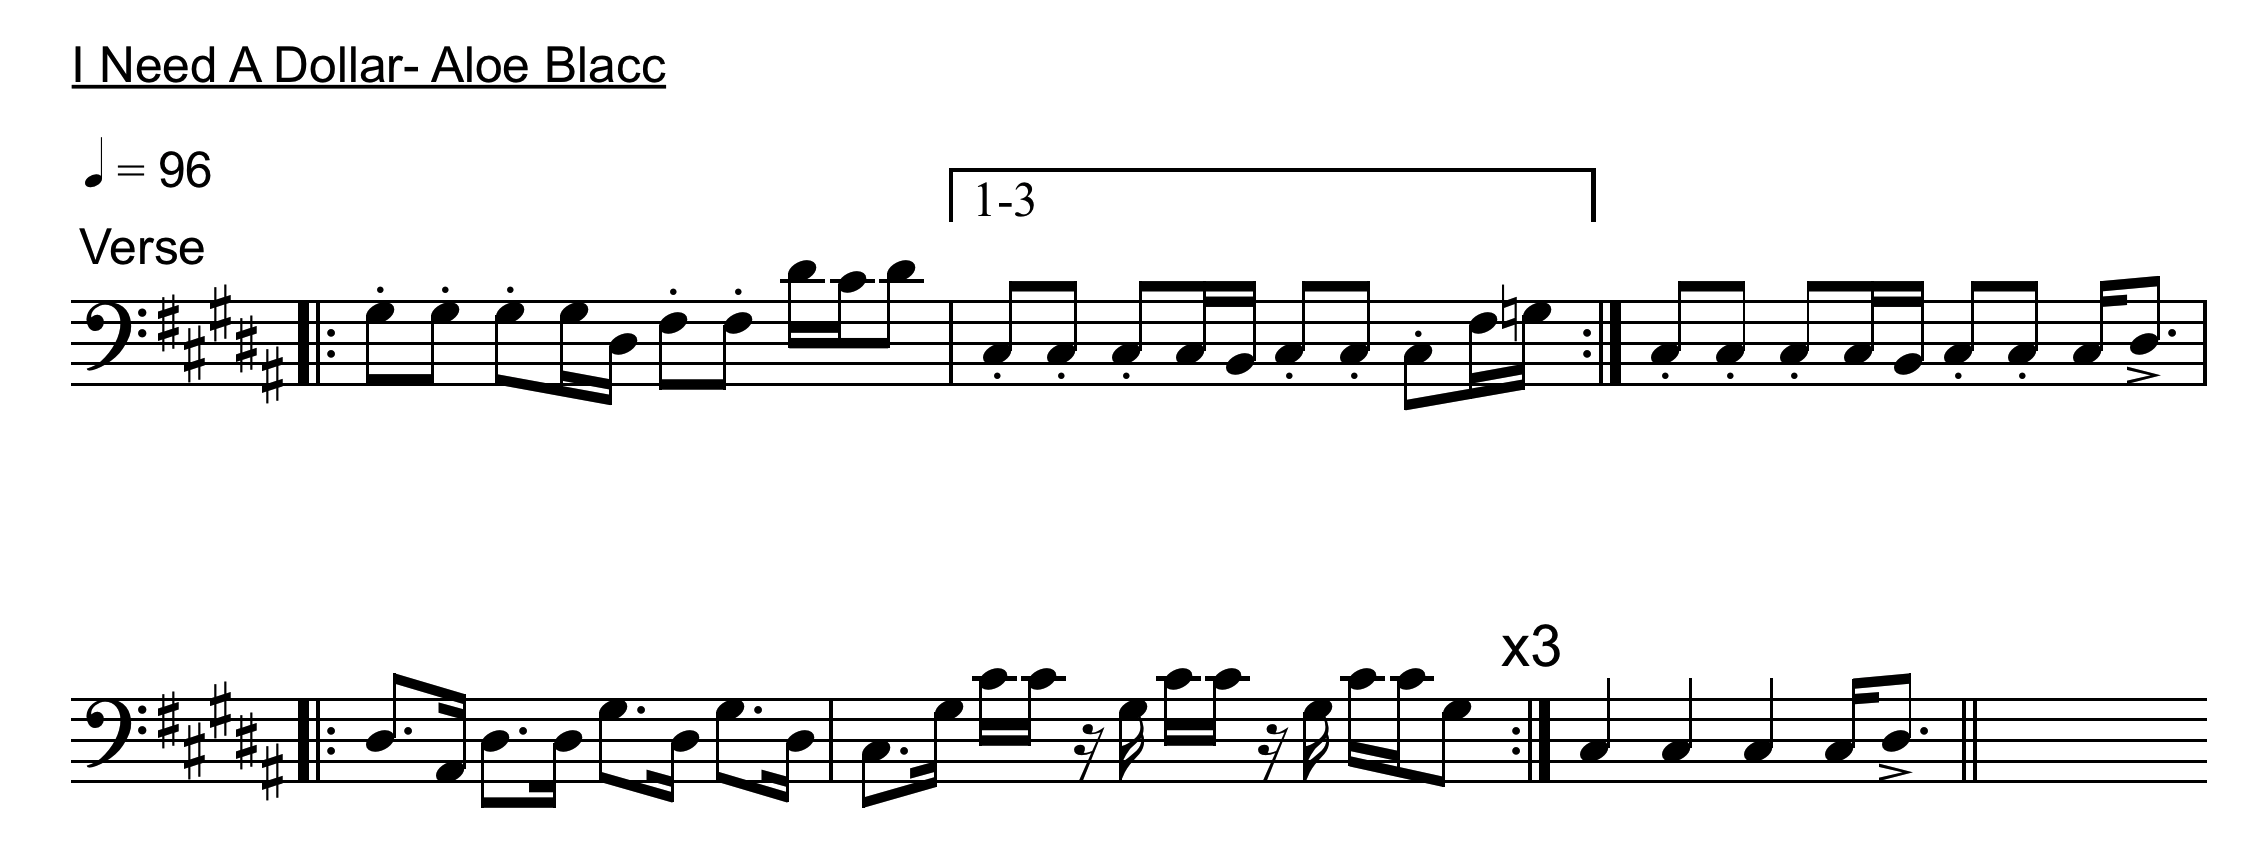 I Need A Dollar- Aloe Blacc
♩ = 96
1-3
Verse
x3